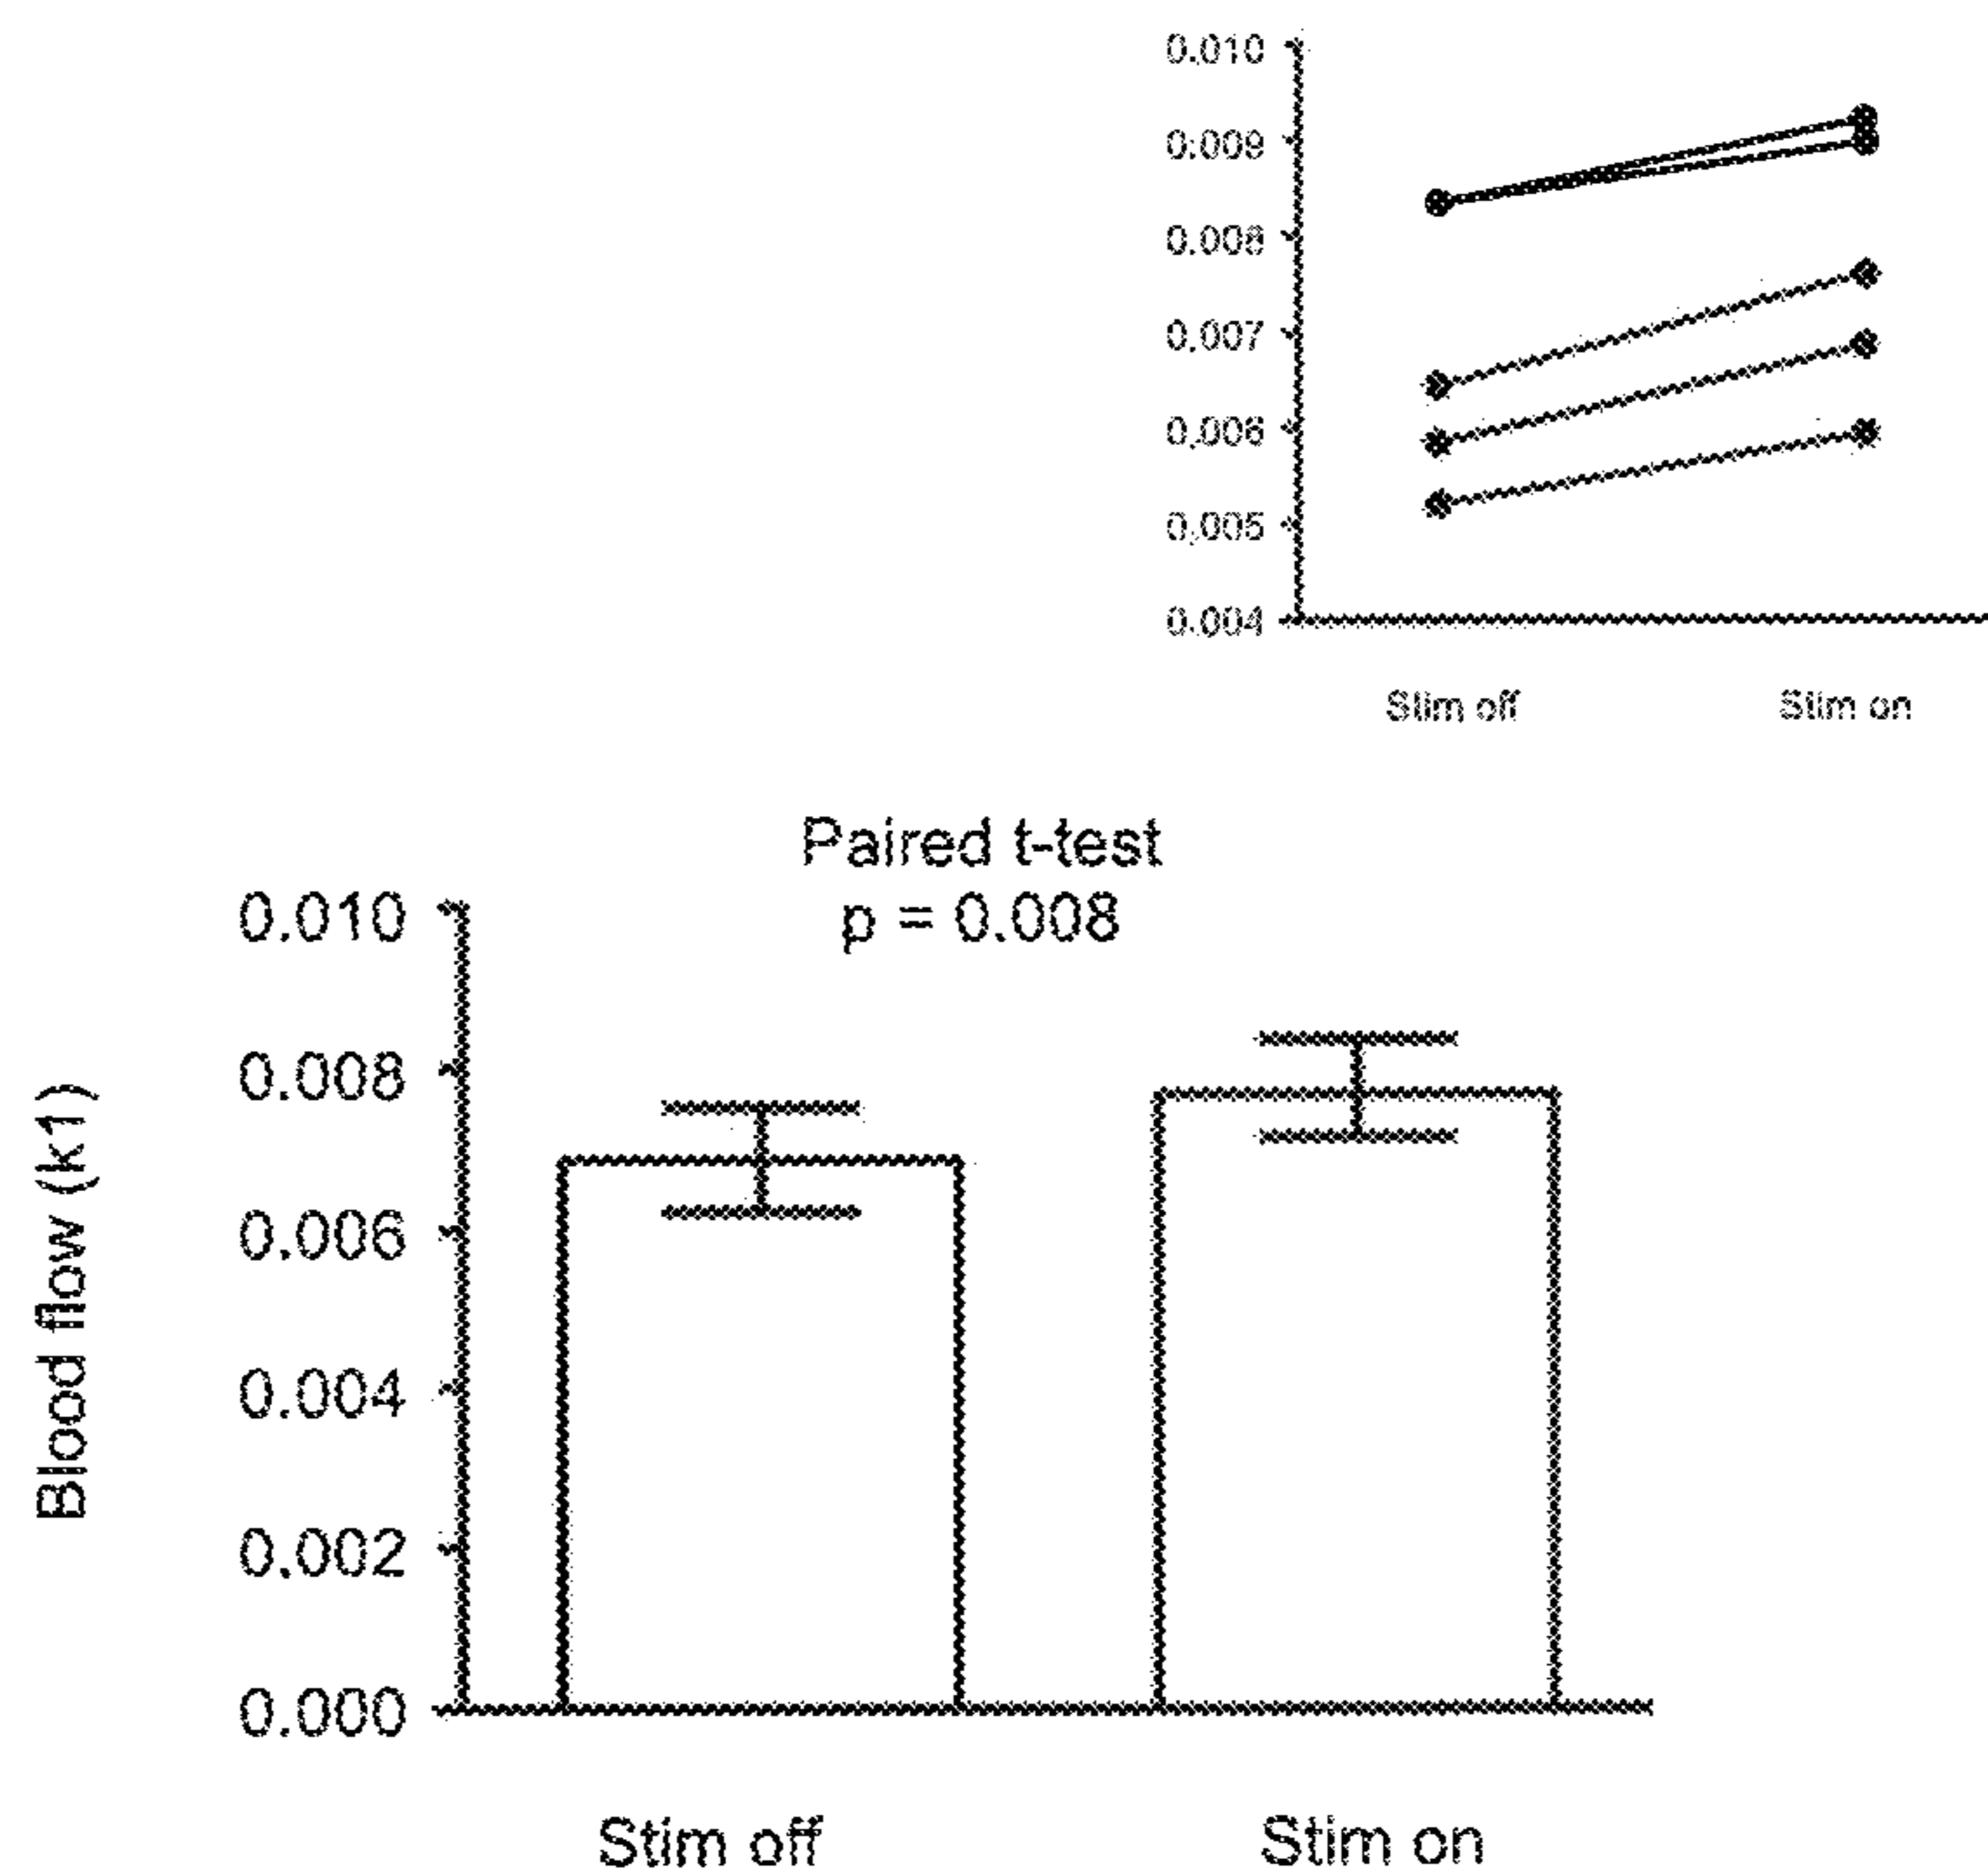 0.010
0.009
0.008
0.007
0.006
0.005
0.004
Stim off
Stim on
Paired t-test
p = 0.008
0.010
0.008
0.006
0.004
0.002
0.000
Blood flow (k1)
Stim off
Stim on